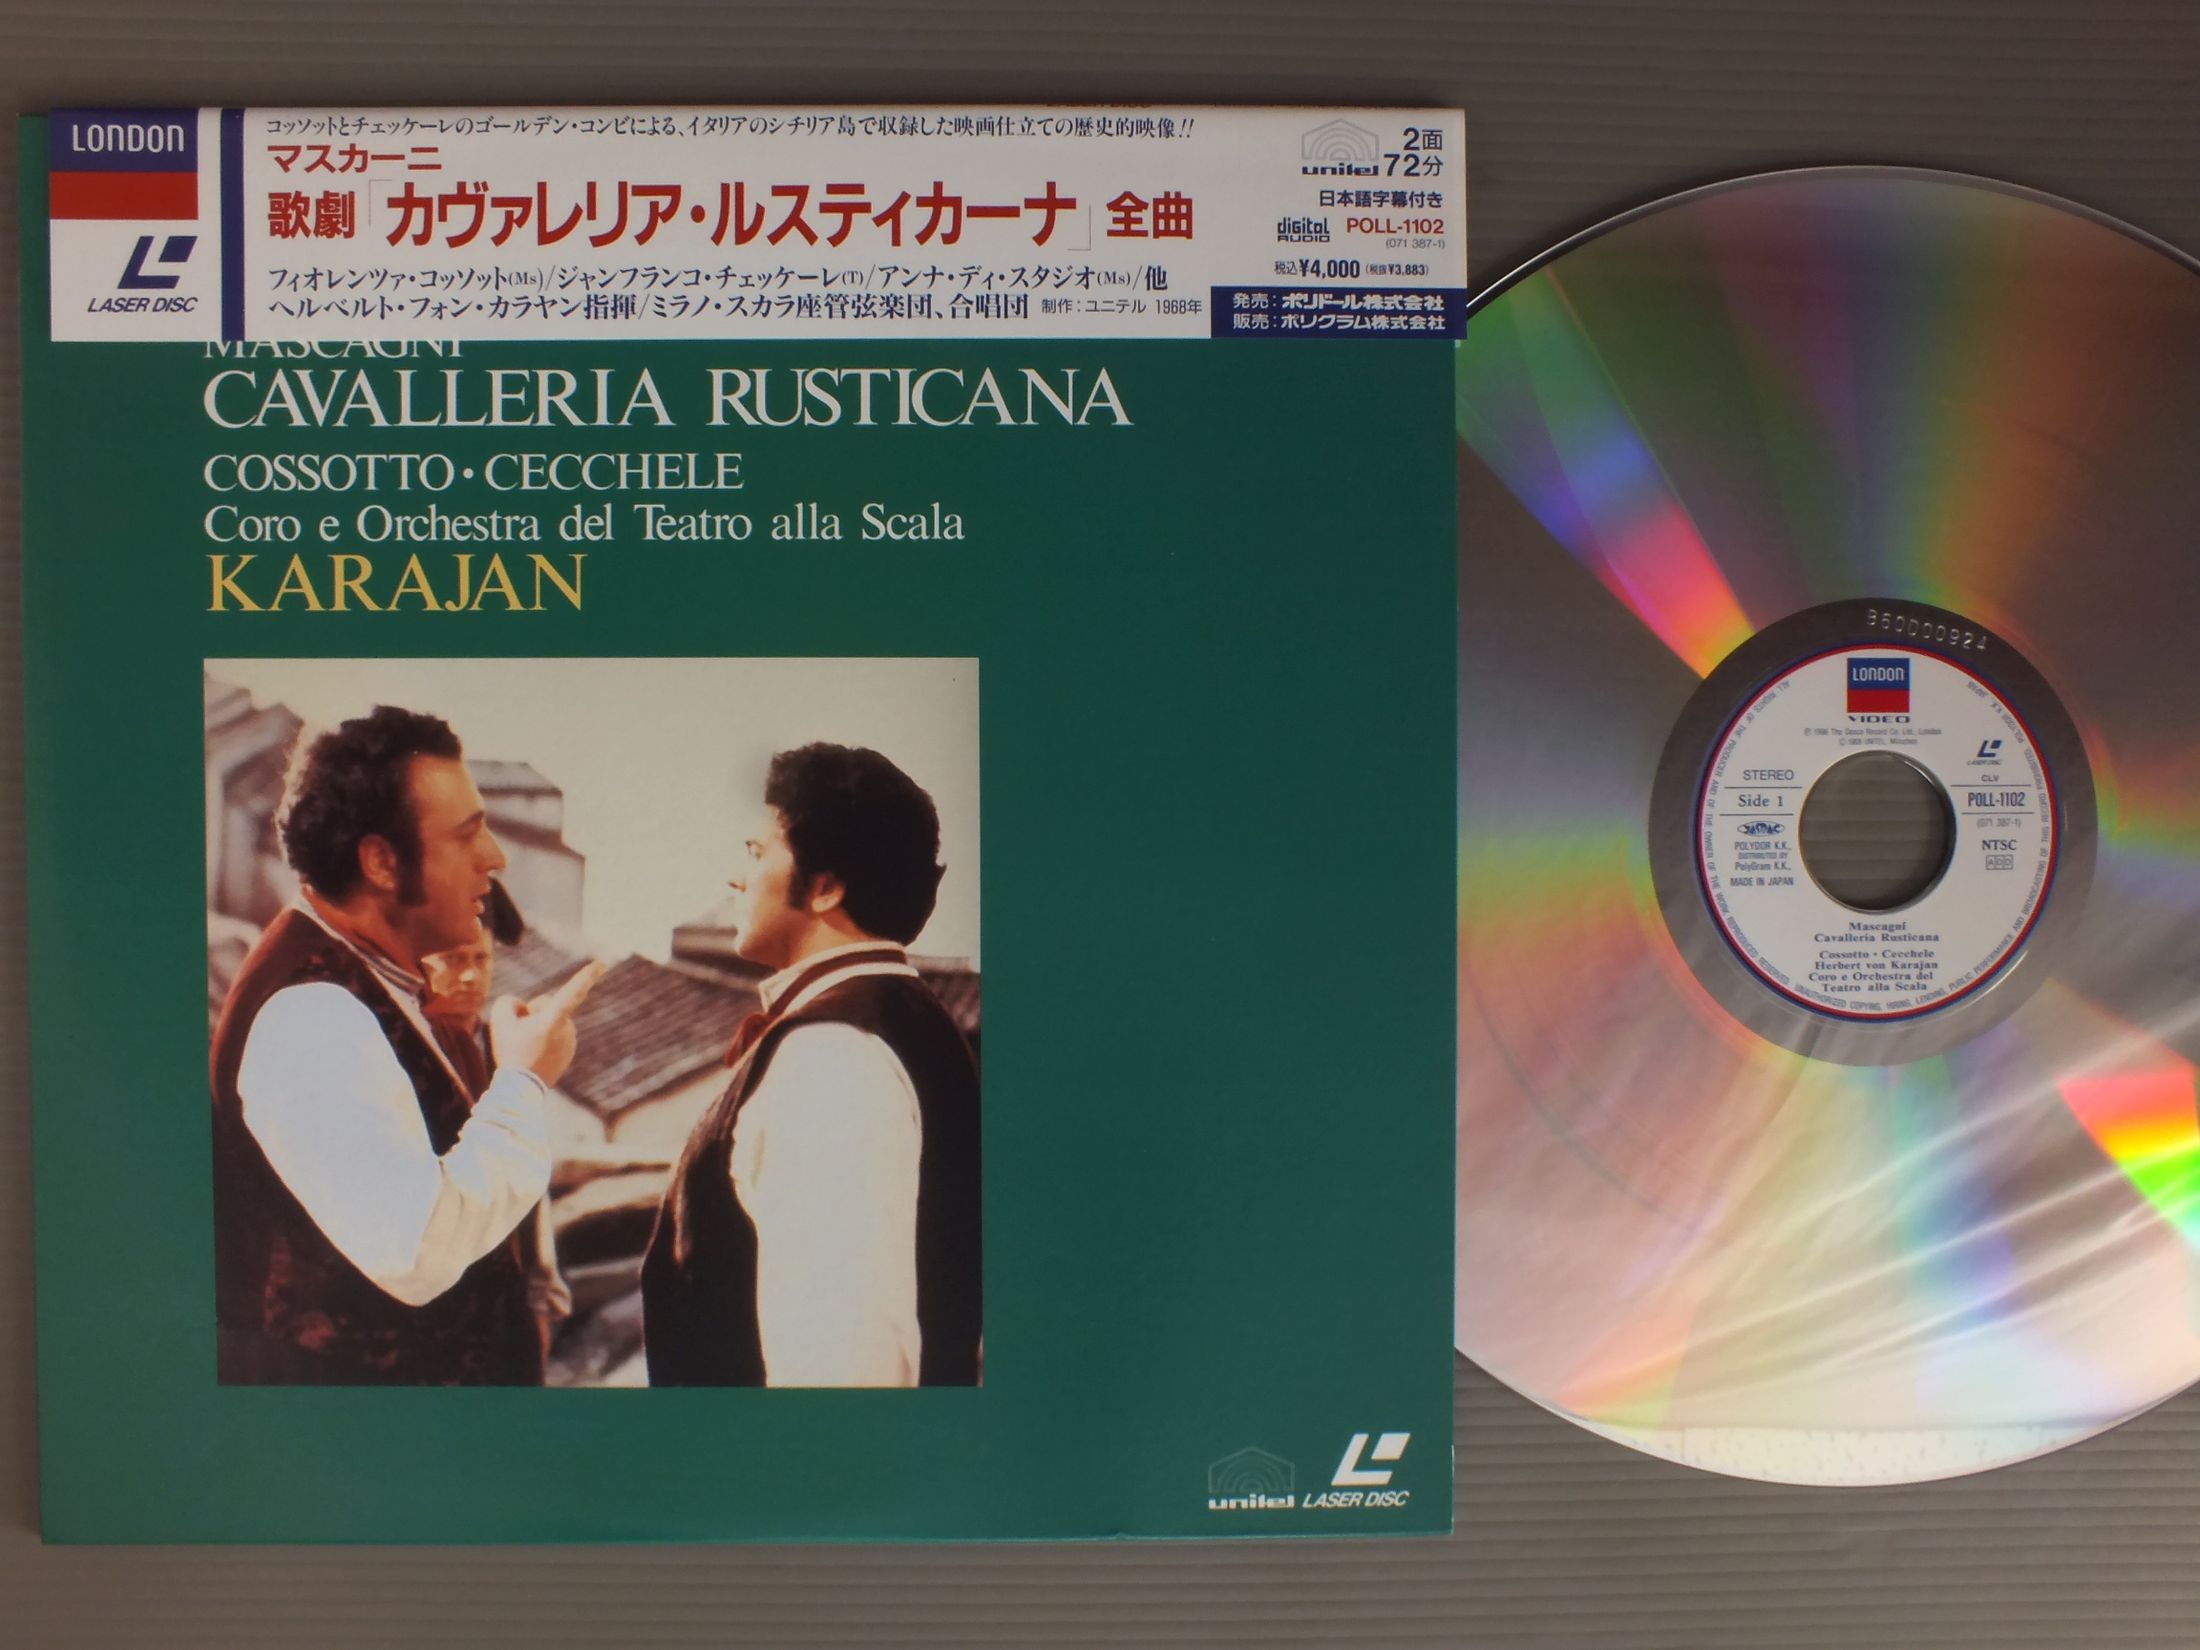 LONDON
LASER DISC
コッソットとチェッケーレのゴールデン・コンビによる、イタリアのシチリア島で収録した映画仕立ての歴史的映像!!
マスカーニ
歌劇「カヴァレリア・ルスティカーナ」全曲
フィオレンツァ・コッソット(Ms)/ジャンフランコ・チェッケーレ(T)/アンナ・ディ・スタジオ(Ms)/他
ヘルベルト・フォン・カラヤン指揮/ミラノ・スカラ座管弦楽団、合唱団 制作:ユニテル 1968年
unitel
2面
72分
日本語字幕付き
digital AUDIO POLL-1102
(071 387-1)
税込¥4,000 (税抜¥3,883)
発売:ポリドール株式会社
販売:ポリグラム株式会社
MASCAGNI
CAVALLERIA RUSTICANA
COSSOTTO・CECCHELE
Coro e Orchestra del Teatro alla Scala
KARAJAN
unitel LASER DISC
LONDON
VIDEO
STEREO
Side 1
JASRAC
POLYDOR K.K.,
DISTRIBUTED BY
PolyGram K.K.,
MADE IN JAPAN
LASER DISC
CLV
POLL-1102
(071 387-1)
NTSC
ADD
Mascagni
Cavalleria Rusticana
Cossotto・Cecchele
Herbert von Karajan
Coro e Orchestra del
Teatro alla Scala